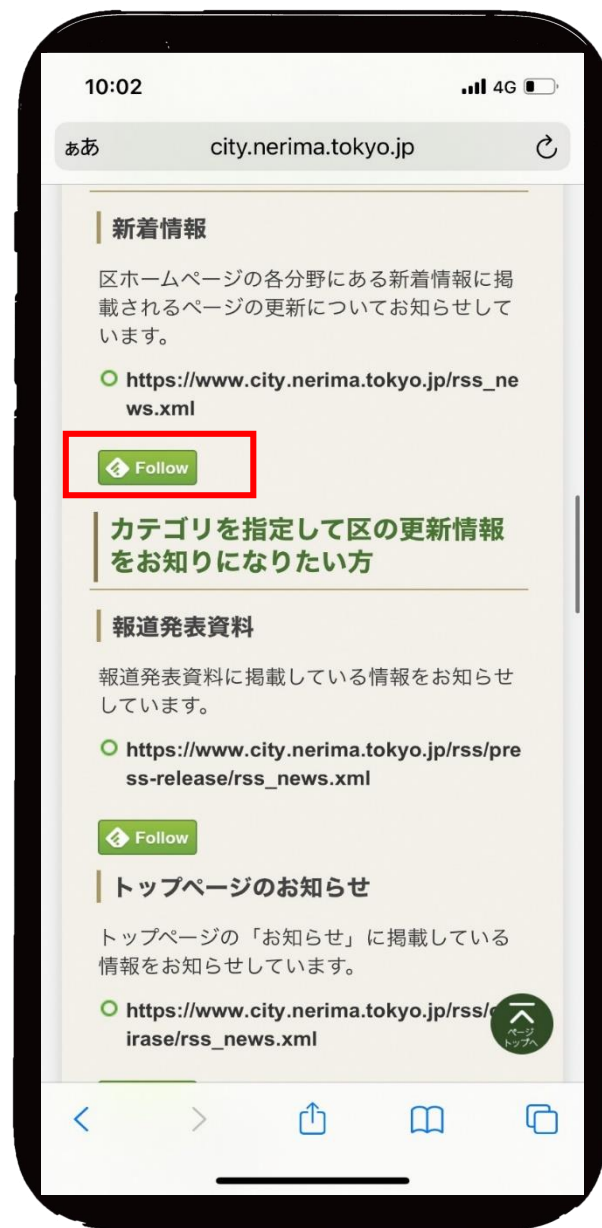 10:02
4G
ぁあ
city.nerima.tokyo.jp
新着情報
区ホームページの各分野にある新着情報に掲
載されるページの更新についてお知らせして
います。
https://www.city.nerima.tokyo.jp/rss_ne
ws.xml
Follow
カテゴリを指定して区の更新情報
をお知りになりたい方
報道発表資料
報道発表資料に掲載している情報をお知らせ
しています。
https://www.city.nerima.tokyo.jp/rss/pre
ss-release/rss_news.xml
Follow
トップページのお知らせ
トップページの「お知らせ」に掲載している
情報をお知らせしています。
https://www.city.nerima.tokyo.jp/rss/
irase/rss_news.xml
ページ
トップへ